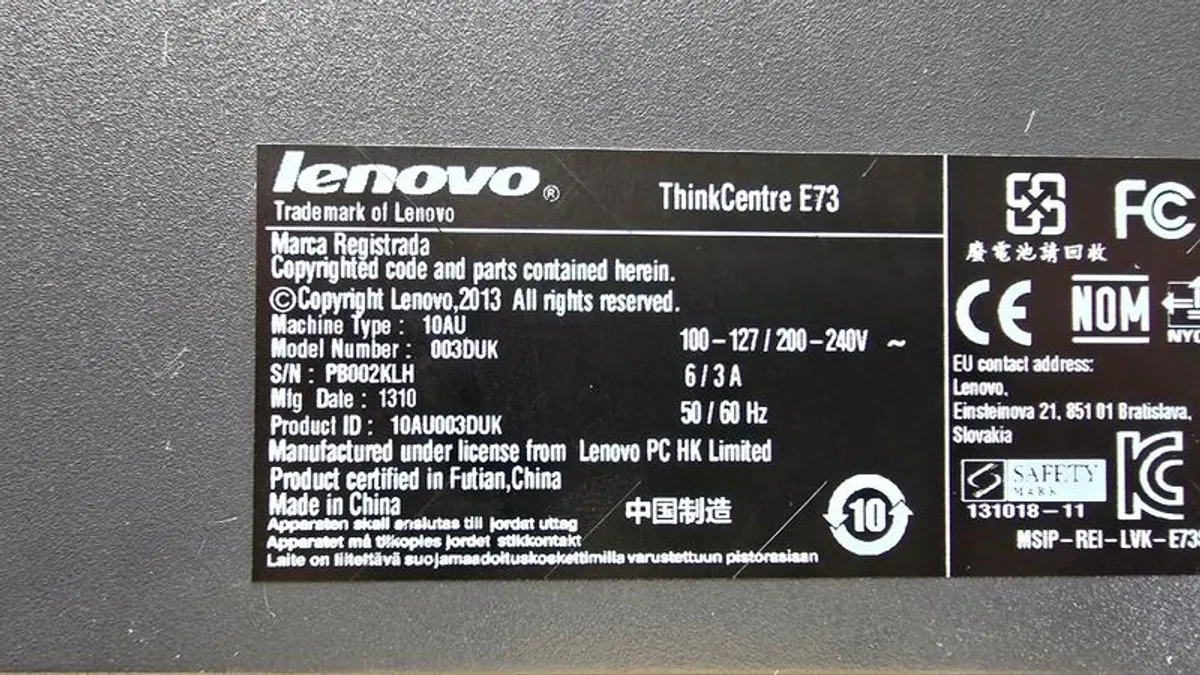 lenovo®
Trademark of Lenovo
ThinkCentre E73
Marca Registrada
Copyrighted code and parts contained herein.
©Copyright Lenovo,2013 All rights reserved.
Machine Type : 10AU
Model Number : 003DUK
S/N : PB002KLH
Mfg Date : 1310
Product ID : 10AU003DUK
100-127 / 200-240V ~
6 / 3 A
50 / 60 Hz
Manufactured under license from Lenovo PC HK Limited
Product certified in Futian,China
Made in China
中国制造
10
Apparaten skall anslutas till jordat uttag
Apparatet må tilkoples jordet stikkontakt
Laite on liitettävä suojamaadoituskoskettimilla varustettuun pistorasiaan
FC
廢電池請回收
CE
NOM
NYC
EU contact address:
Lenovo,
Einsteinova 21, 851 01 Bratislava,
Slovakia
SAFETY
MARK
131018-11
MSIP-REI-LVK-E73